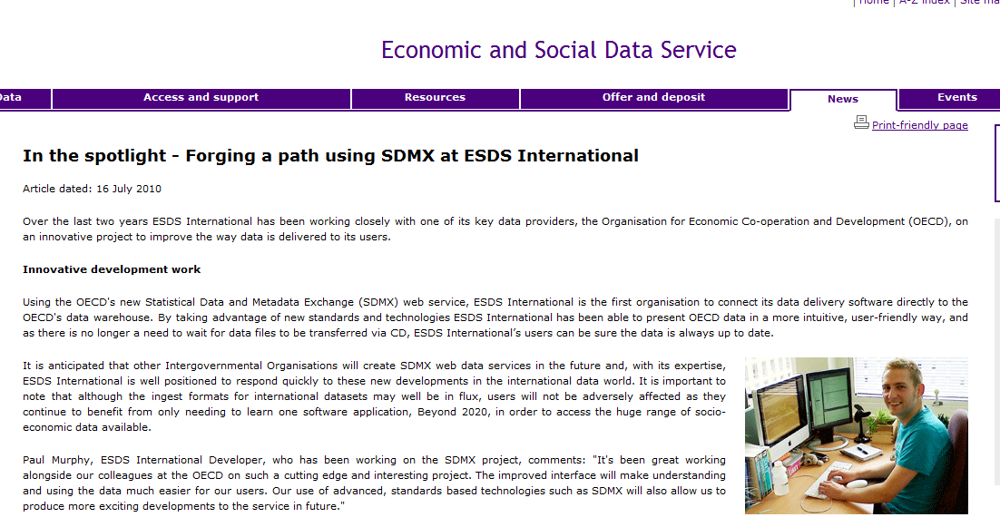 | Home | A-Z index | Site ma
Economic and Social Data Service
Data
Access and support
Resources
Offer and deposit
News
Events
Print-friendly page
In the spotlight - Forging a path using SDMX at ESDS International
Article dated: 16 July 2010
Over the last two years ESDS International has been working closely with one of its key data providers, the Organisation for Economic Co-operation and Development (OECD), on
an innovative project to improve the way data is delivered to its users.
Innovative development work
Using the OECD's new Statistical Data and Metadata Exchange (SDMX) web service, ESDS International is the first organisation to connect its data delivery software directly to the
OECD's data warehouse. By taking advantage of new standards and technologies ESDS International has been able to present OECD data in a more intuitive, user-friendly way, and
as there is no longer a need to wait for data files to be transferred via CD, ESDS International's users can be sure the data is always up to date.
It is anticipated that other Intergovernmental Organisations will create SDMX web data services in the future and, with its expertise,
ESDS International is well positioned to respond quickly to these new developments in the international data world. It is important to
note that although the ingest formats for international datasets may well be in flux, users will not be adversely affected as they
continue to benefit from only needing to learn one software application, Beyond 2020, in order to access the huge range of socio-
economic data available.
Paul Murphy, ESDS International Developer, who has been working on the SDMX project, comments: "It's been great working
alongside our colleagues at the OECD on such a cutting edge and interesting project. The improved interface will make understanding
and using the data much easier for our users. Our use of advanced, standards based technologies such as SDMX will also allow us to
produce more exciting developments to the service in future."